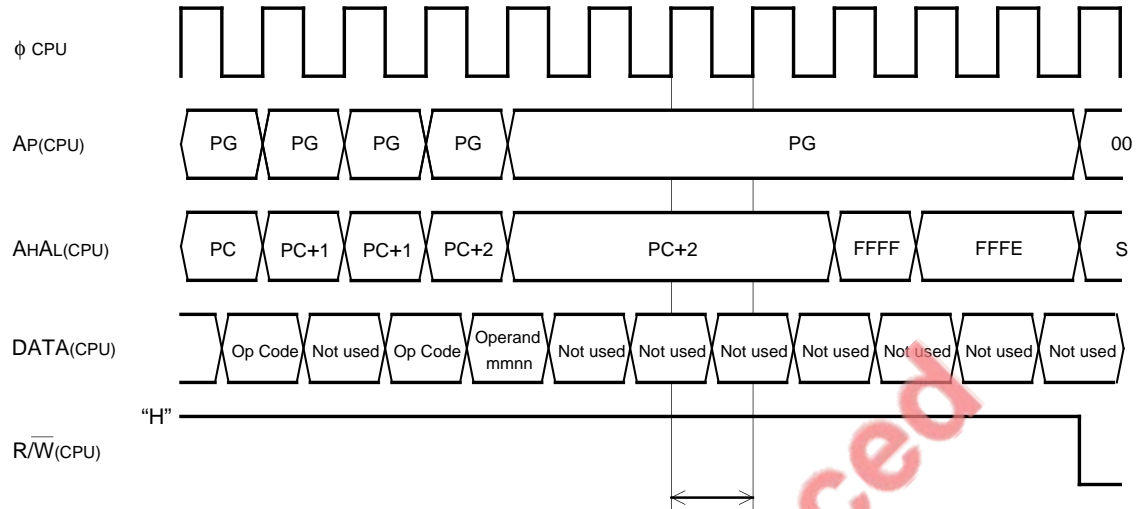 ϕ CPU
AP(CPU) PG PG PG PG PG 00
AHAL(CPU) PC PC+1 PC+1 PC+2 PC+2 FFFF FFFE S
DATA(CPU) Op Code Not used Op Code Operand mmnn Not used Not used Not used Not used Not used Not used Not used
"H"
R/W̅(CPU)
ced